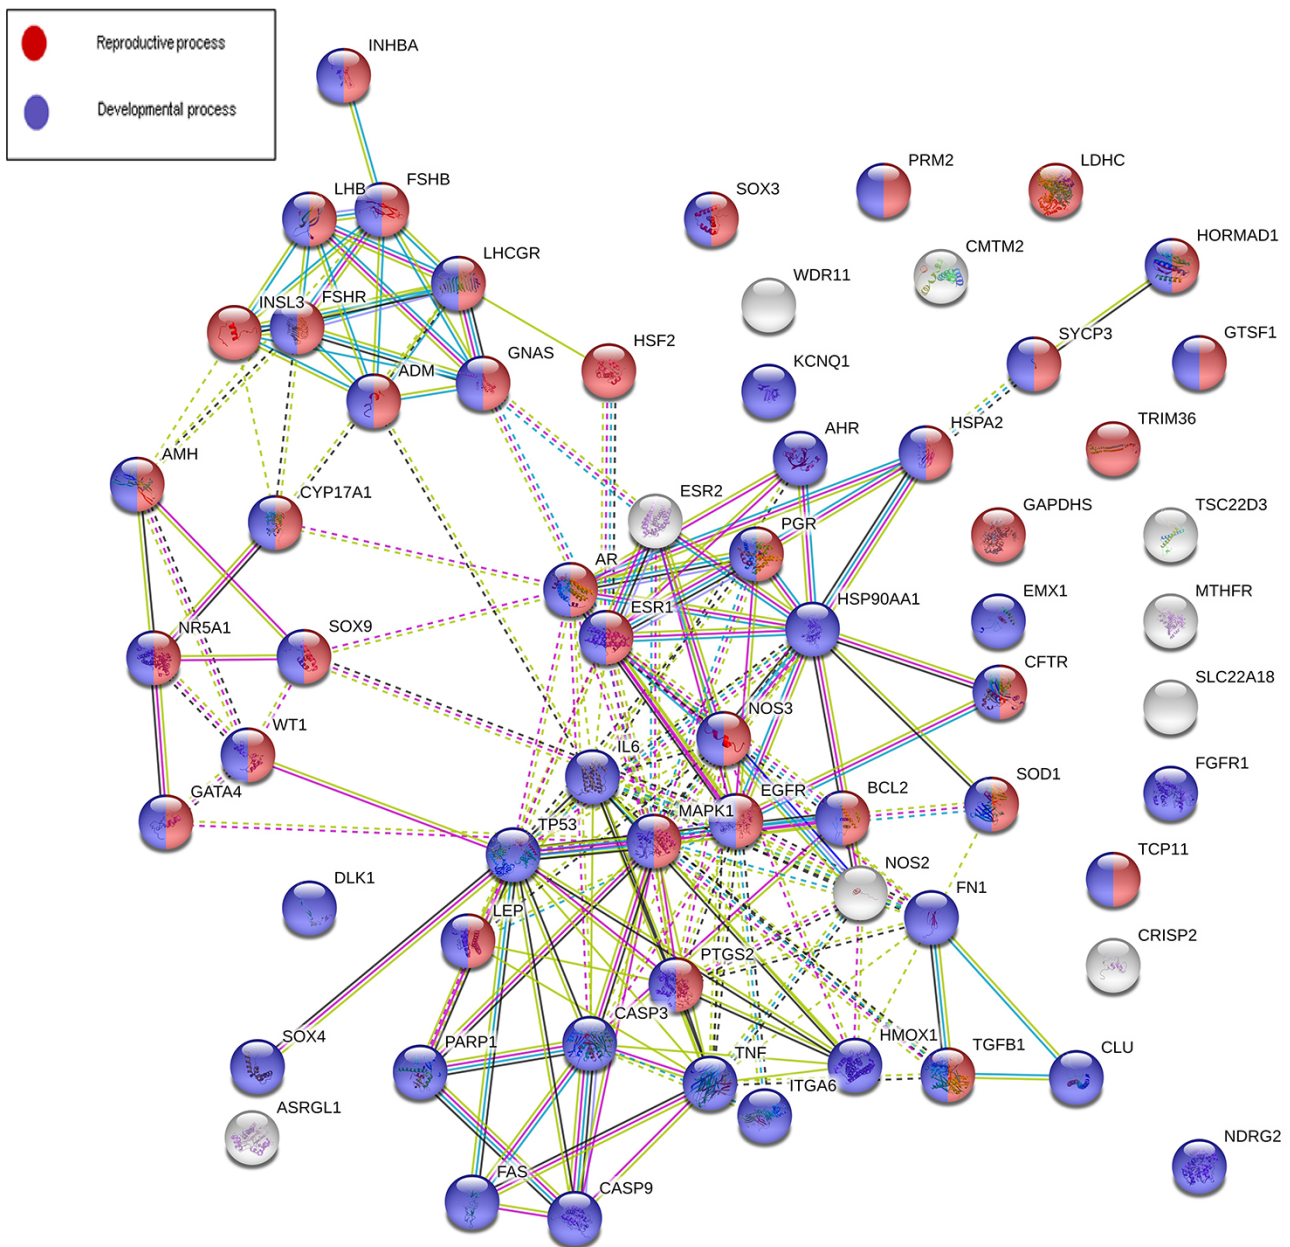 Reproductive process
Developmental process
INHBA
LHB
FSHB
PRM2
LDHC
SOX3
HORMAD1
LHCGR
CMTM2
WDR11
INSL3
FSHR
SYCP3
GTSF1
GNAS
HSF2
KCNQ1
ADM
AHR
HSPA2
TRIM36
AMH
CYP17A1
ESR2
PGR
GAPDHS
TSC22D3
AR
HSP90AA1
EMX1
MTHFR
ESR1
NR5A1
SOX9
CFTR
SLC22A18
NOS3
WT1
IL6
GATA4
EGFR
BCL2
SOD1
FGFR1
MAPK1
TP53
NOS2
FN1
TCP11
DLK1
LEP
CRISP2
PTGS2
CASP3
SOX4
PARP1
TNF
HMOX1
TGFB1
CLU
ITGA6
ASRGL1
NDRG2
FAS
CASP9